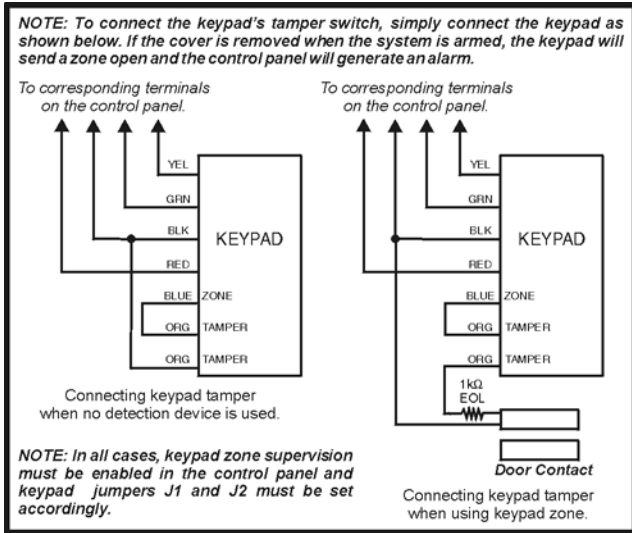 NOTE: To connect the keypad's tamper switch, simply connect the keypad as
shown below. If the cover is removed when the system is armed, the keypad will
send a zone open and the control panel will generate an alarm.
To corresponding terminals
on the control panel.
YEL
GRN
BLK
KEYPAD
RED
BLUE ZONE
ORG TAMPER
ORG TAMPER
Connecting keypad tamper
when no detection device is used.
NOTE: In all cases, keypad zone supervision
must be enabled in the control panel and
keypad jumpers J1 and J2 must be set
accordingly.
To corresponding terminals
on the control panel.
YEL
GRN
BLK
KEYPAD
RED
BLUE ZONE
ORG TAMPER
ORG TAMPER
1kΩ
EOL
Door Contact
Connecting keypad tamper
when using keypad zone.